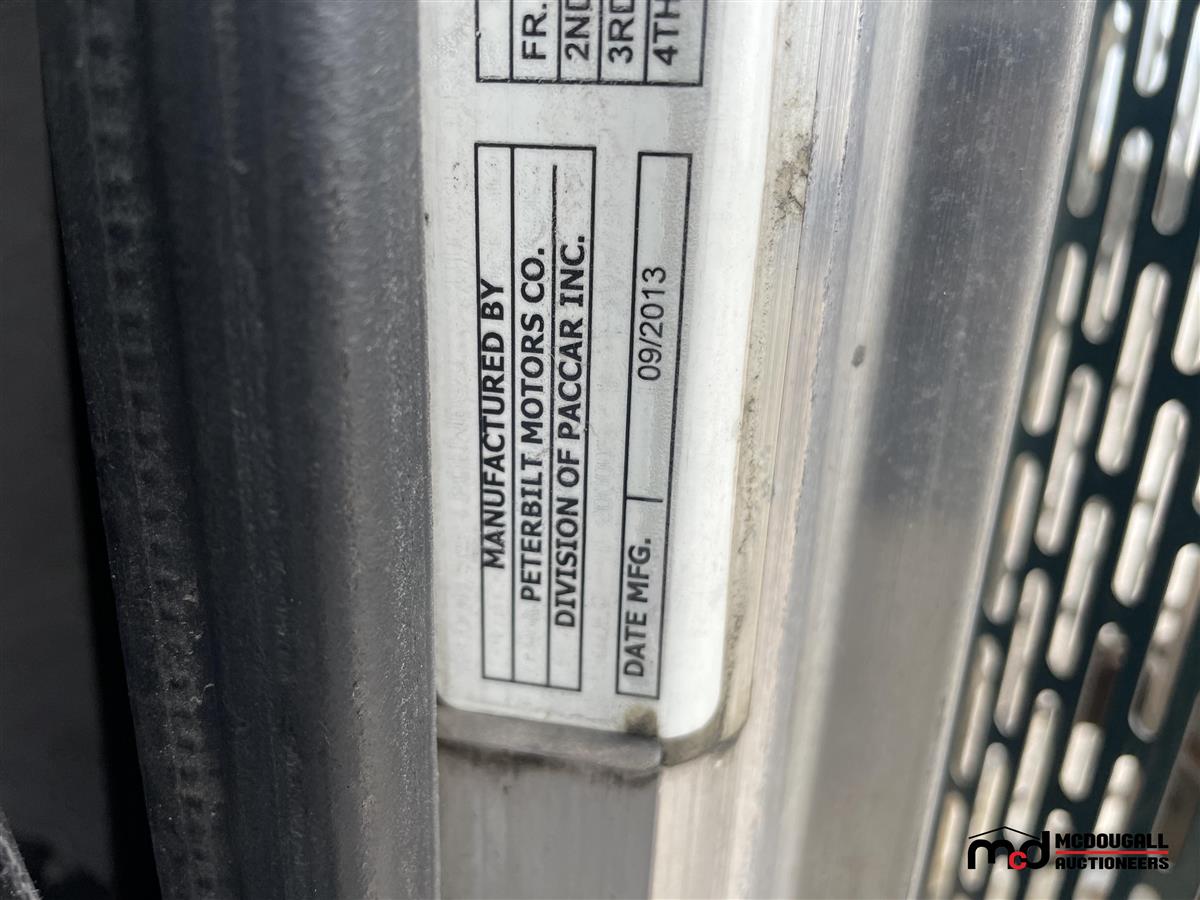 FR.
2ND
3RD
4TH
MANUFACTURED BY
PETERBILT MOTORS CO.
DIVISION OF PACCAR INC.
DATE MFG. 09/2013
mcd MCDOUGALL
AUCTIONEERS